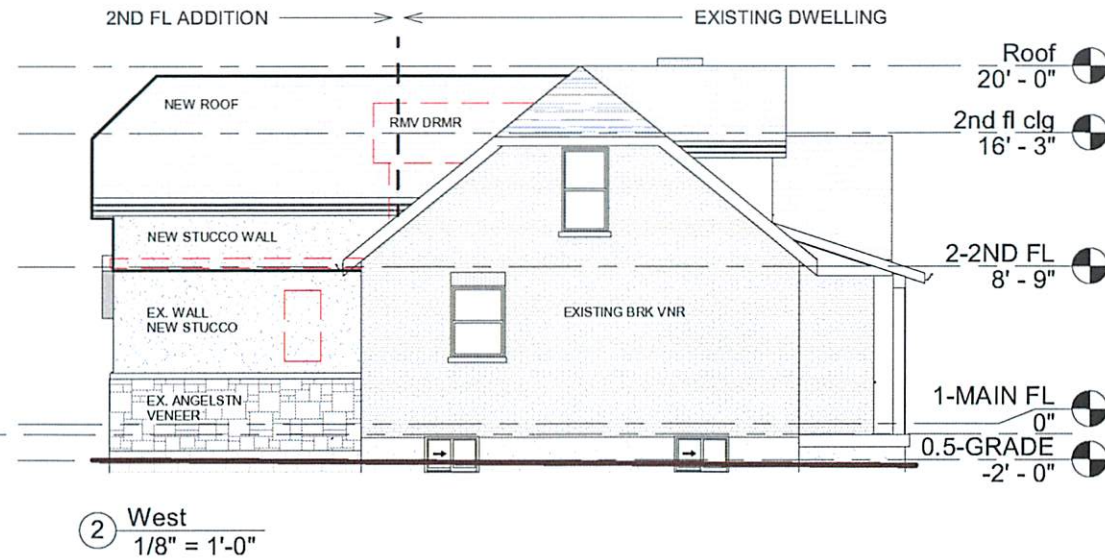 2ND FL ADDITION
EXISTING DWELLING
Roof
20' - 0"
NEW ROOF
RMV DRMR
2nd fl clg
16' - 3"
NEW STUCCO WALL
2-2ND FL
8' - 9"
EX. WALL
NEW STUCCO
EXISTING BRK VNR
EX. ANGELSTN
VENEER
1-MAIN FL
0"
0.5-GRADE
-2' - 0"
2 West
1/8" = 1'-0"